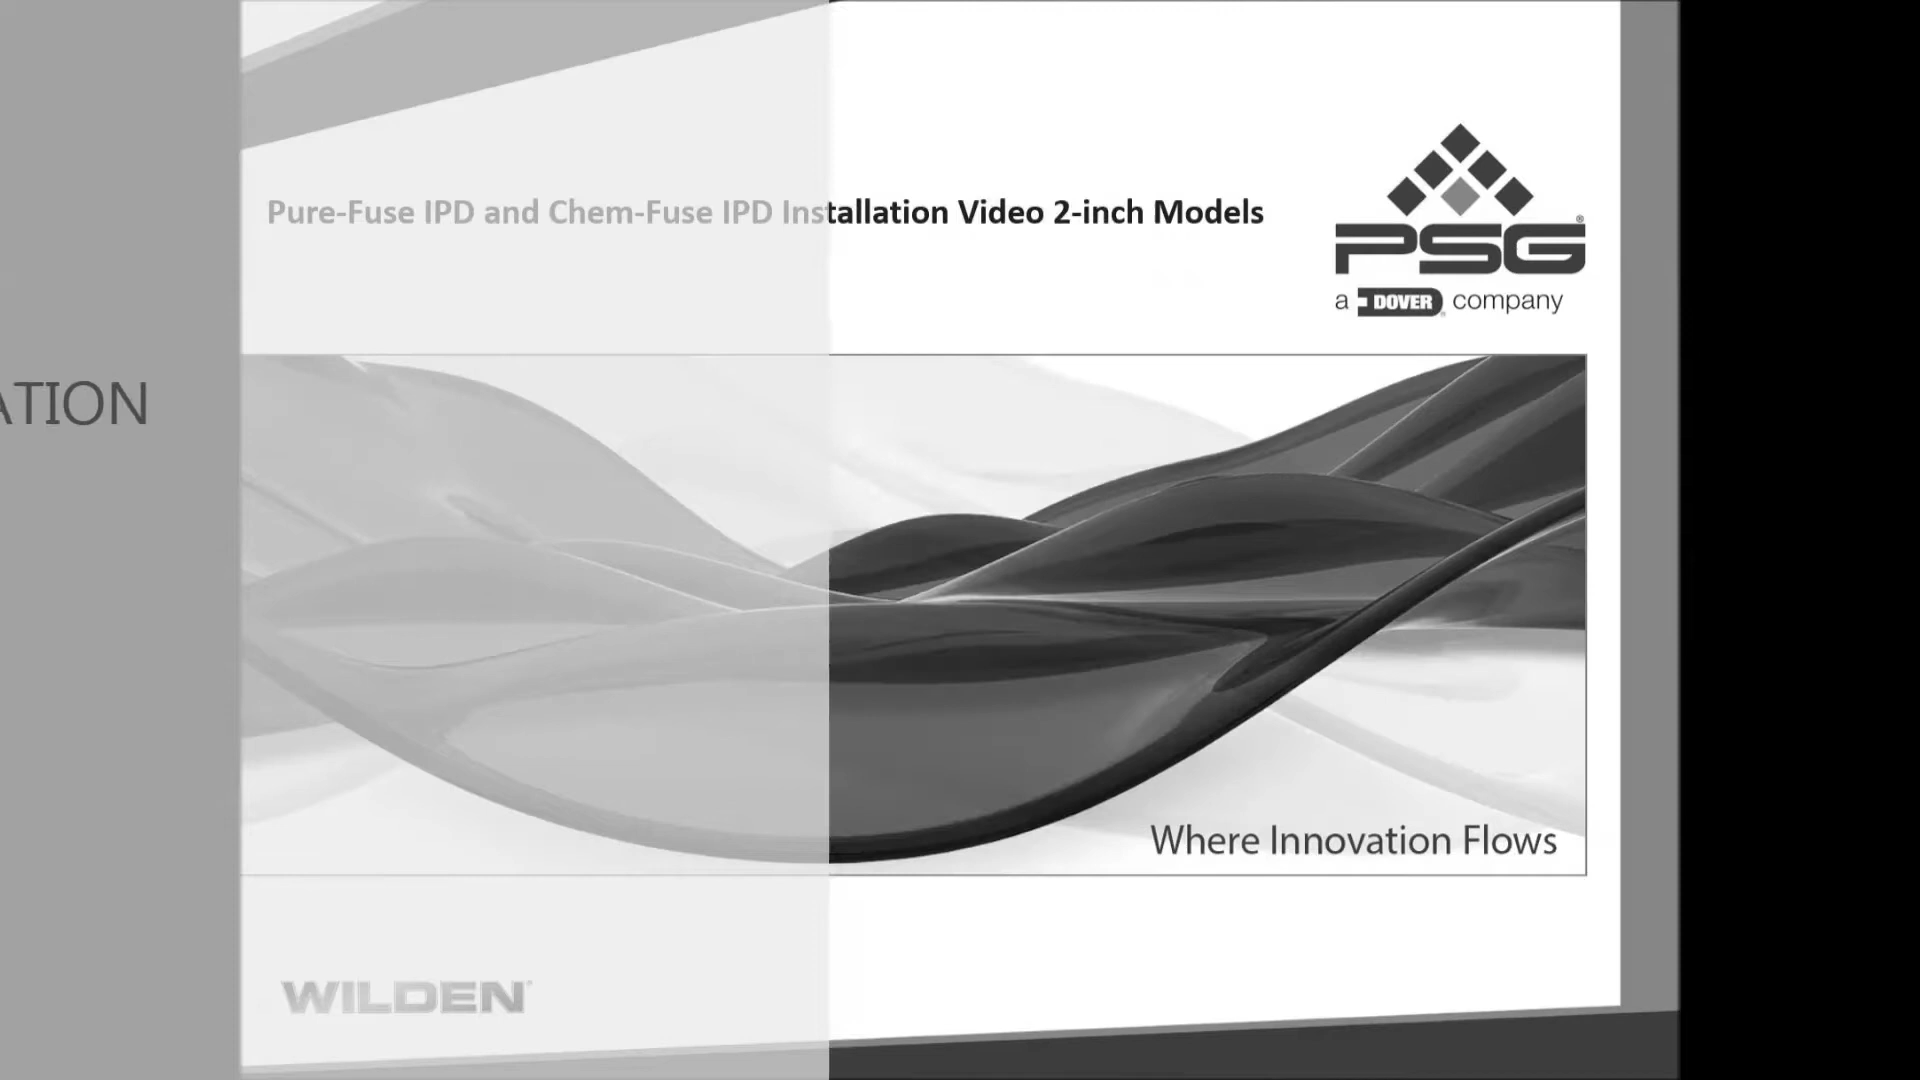 Pure-Fuse IPD and Chem-Fuse IPD Installation Video 2-inch Models
PSG®
a DOVER® company
ATION
Where Innovation Flows
WILDEN®